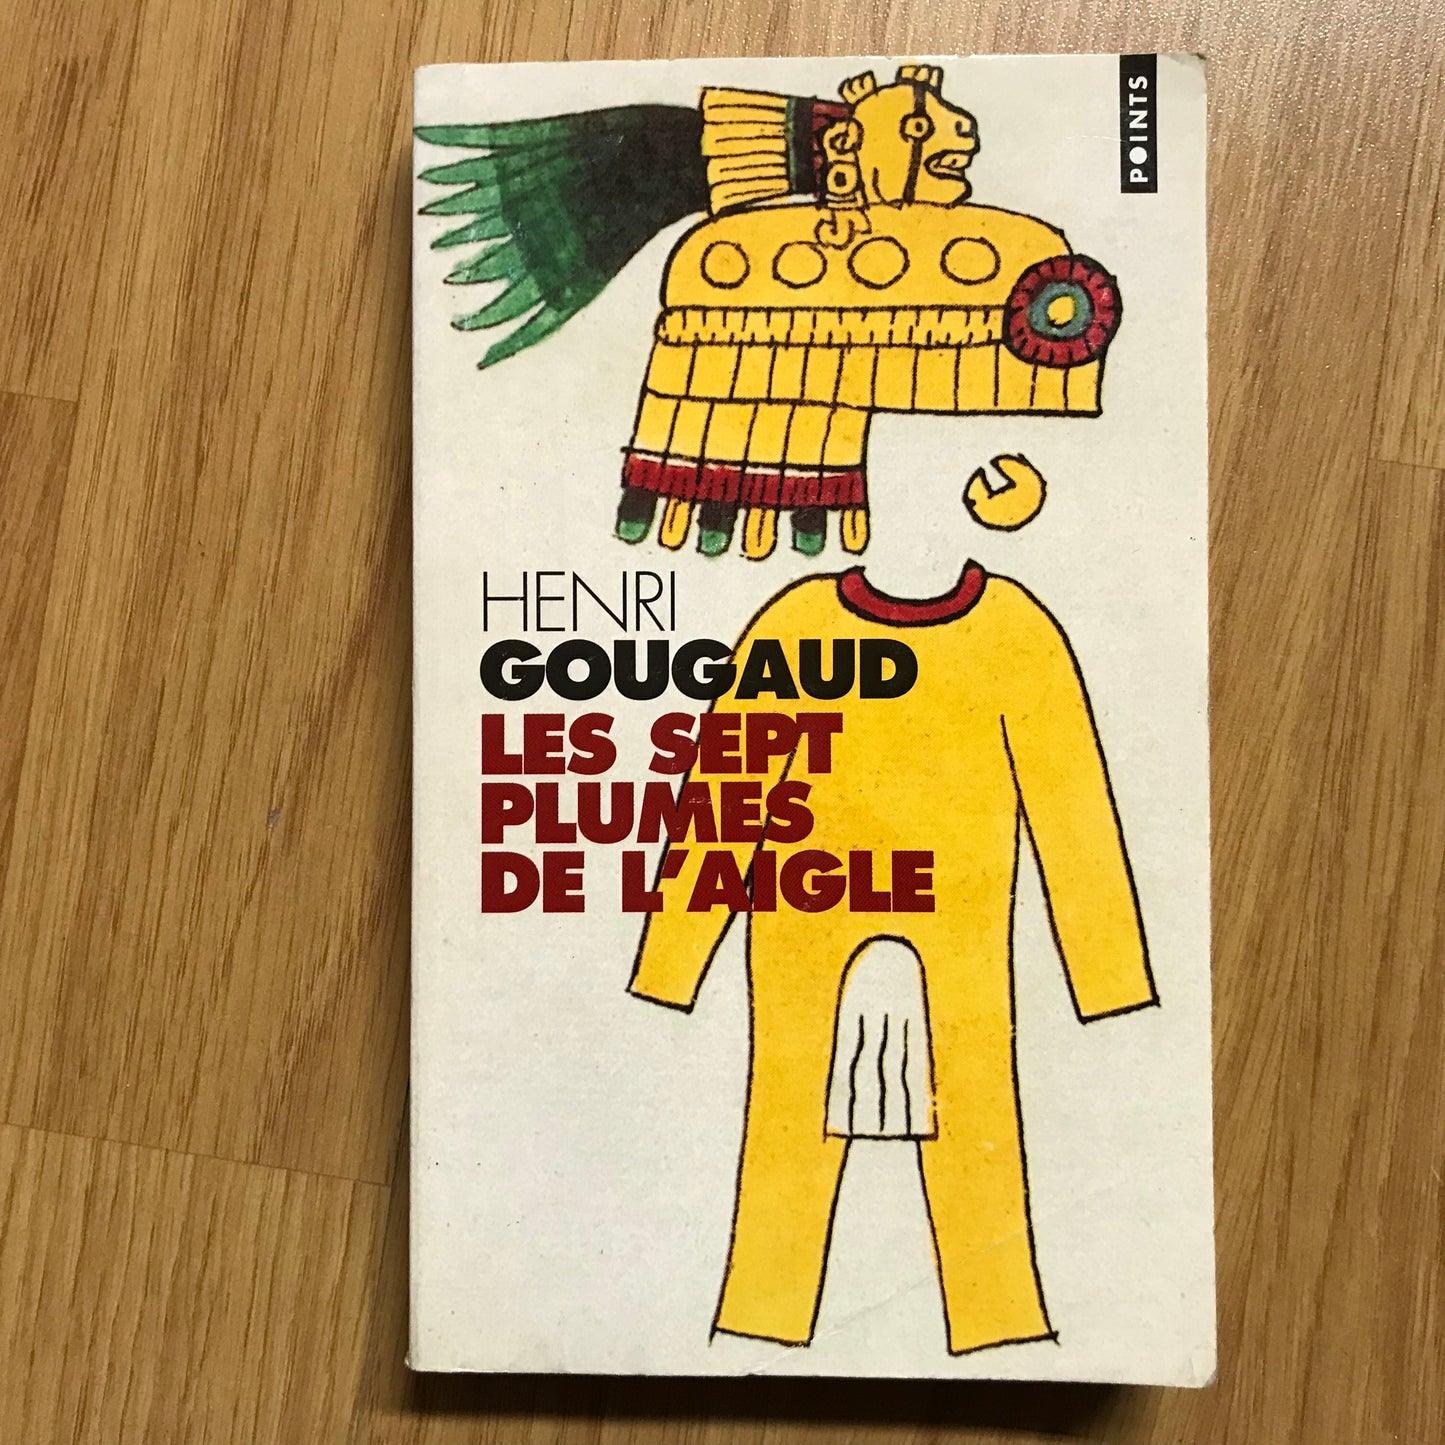 POINTS
HENRI
GOUGAUD
LES SEPT
PLUMES
DE L'AIGLE